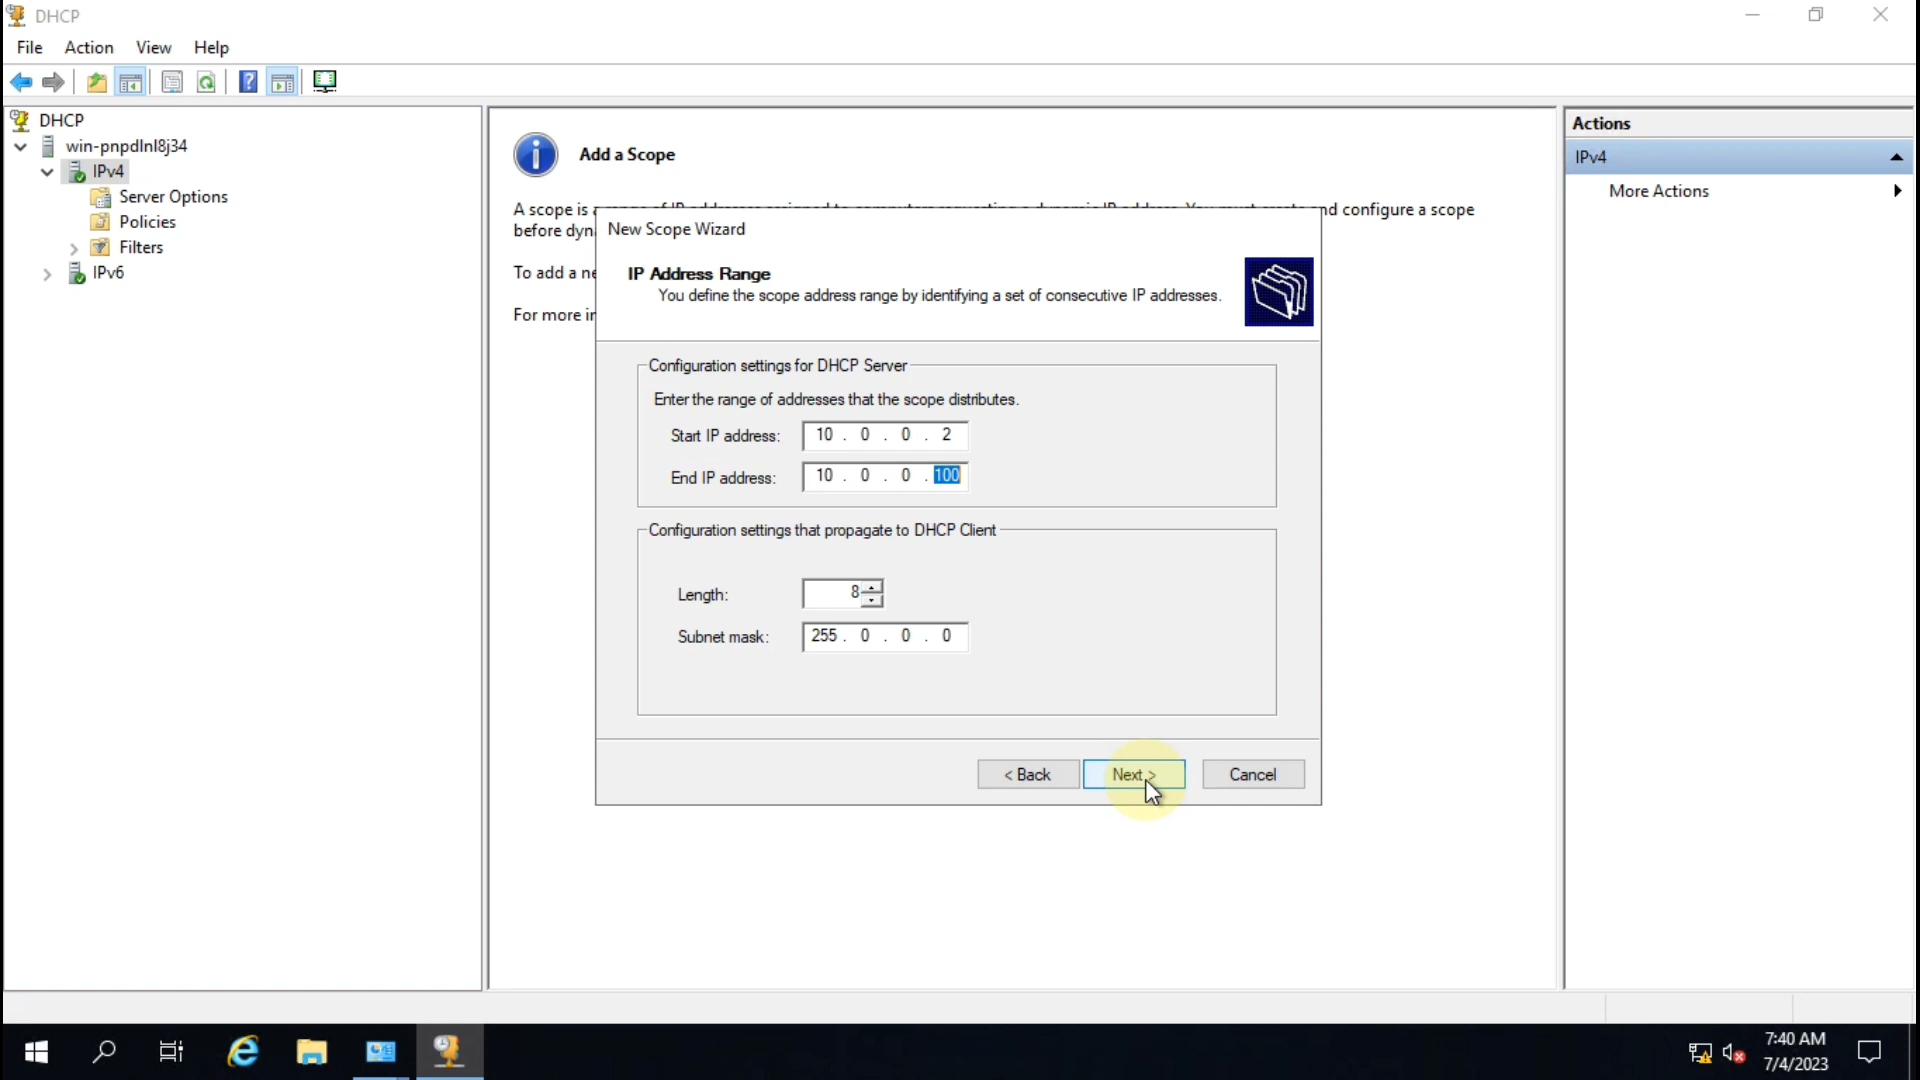 DHCP
File Action View Help
DHCP
win-pnpdlnl8j34
IPv4
Server Options
Policies
Filters
IPv6
Add a Scope
A scope is
nd configure a scope
before dyn
To add a ne
For more in
New Scope Wizard
IP Address Range
You define the scope address range by identifying a set of consecutive IP addresses.
Configuration settings for DHCP Server
Enter the range of addresses that the scope distributes.
Start IP address: 10 . 0 . 0 . 2
End IP address: 10 . 0 . 0 . 100
Configuration settings that propagate to DHCP Client
Length: 8
Subnet mask: 255 . 0 . 0 . 0
< Back Next > Cancel
Actions
IPv4
More Actions
7:40 AM
7/4/2023